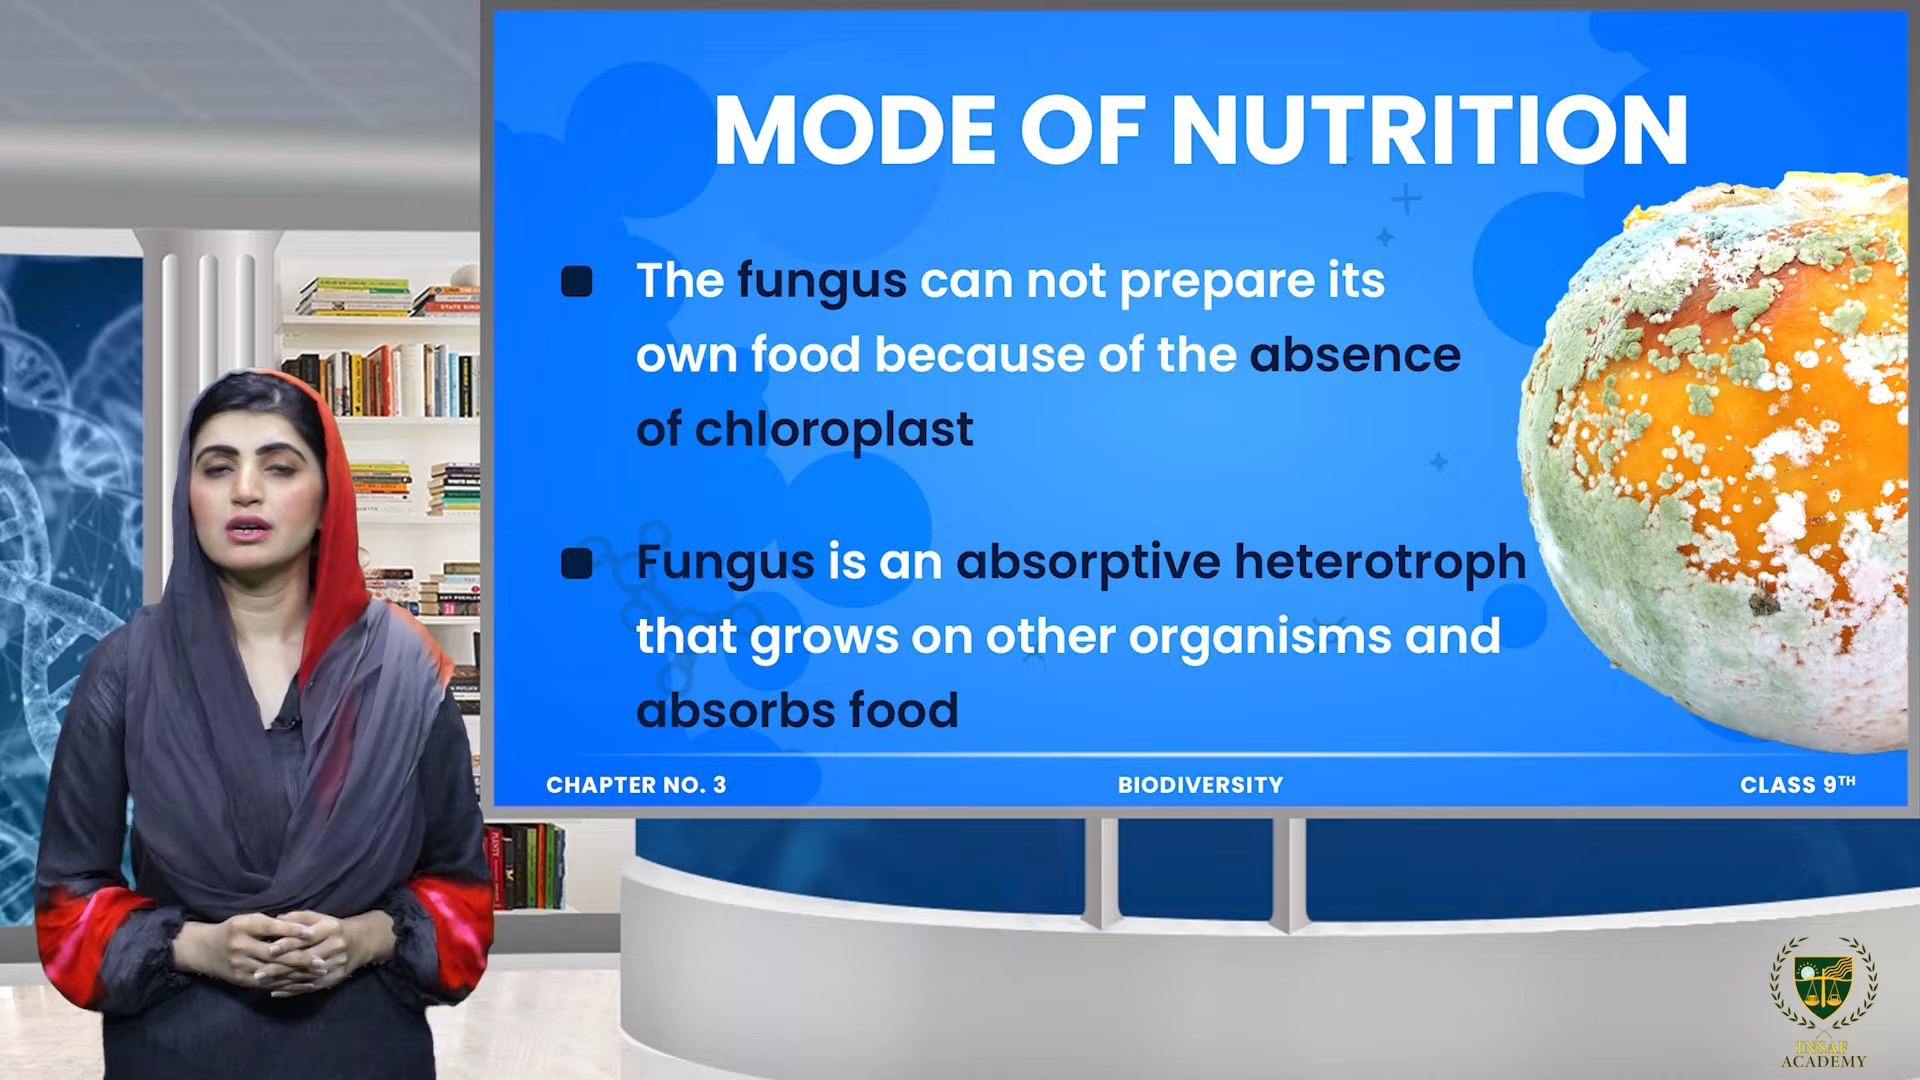 MODE OF NUTRITION
The fungus can not prepare its
own food because of the absence
of chloroplast
Fungus is an absorptive heterotroph
that grows on other organisms and
absorbs food
CHAPTER NO. 3
BIODIVERSITY
CLASS 9TH
INSAF
ACADEMY